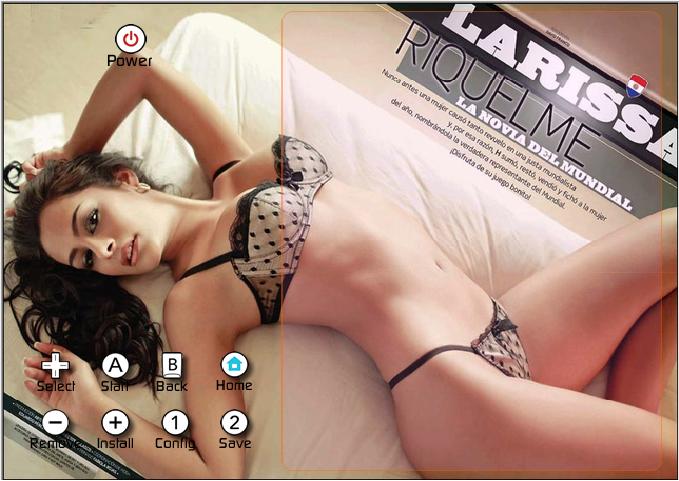 Power
LARISSA
RIQUELME
LA NOVIA DEL MUNDIAL
Nunca antes una mujer causó tanto revuelo en una justa mundialista
y, por esa razón, H sumó, restó, vendió y fichó a la mujer
del año, nombrándola la verdadera representante del Mundial.
¡Disfruta de su juego bonito!
A
B
Select
Start
Back
Home
1
2
Remove
Install
Config
Save